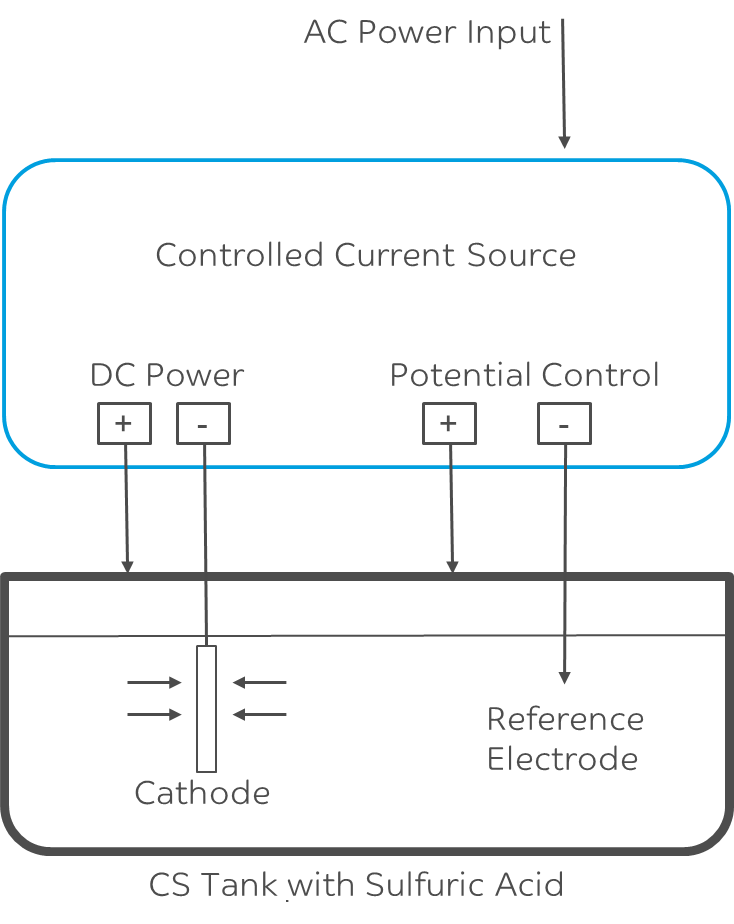 AC Power Input
Controlled Current Source
DC Power
Potential Control
+ -
+ -
Cathode
Reference
Electrode
CS Tank with Sulfuric Acid